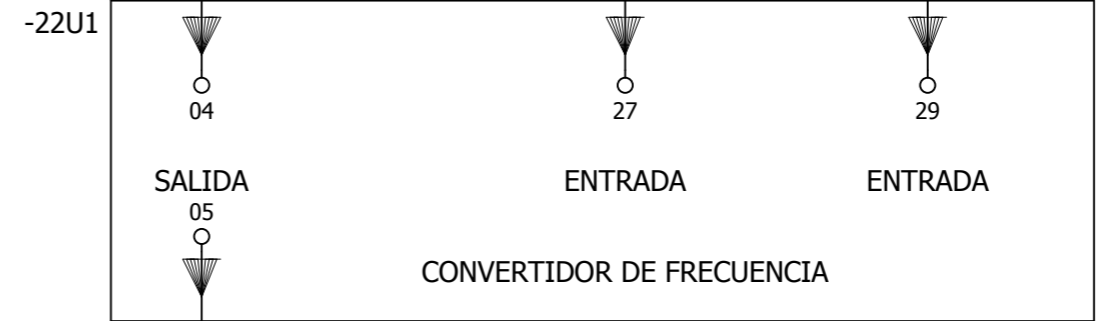 -22U1
04
27
29
SALIDA
ENTRADA
ENTRADA
05
CONVERTIDOR DE FRECUENCIA